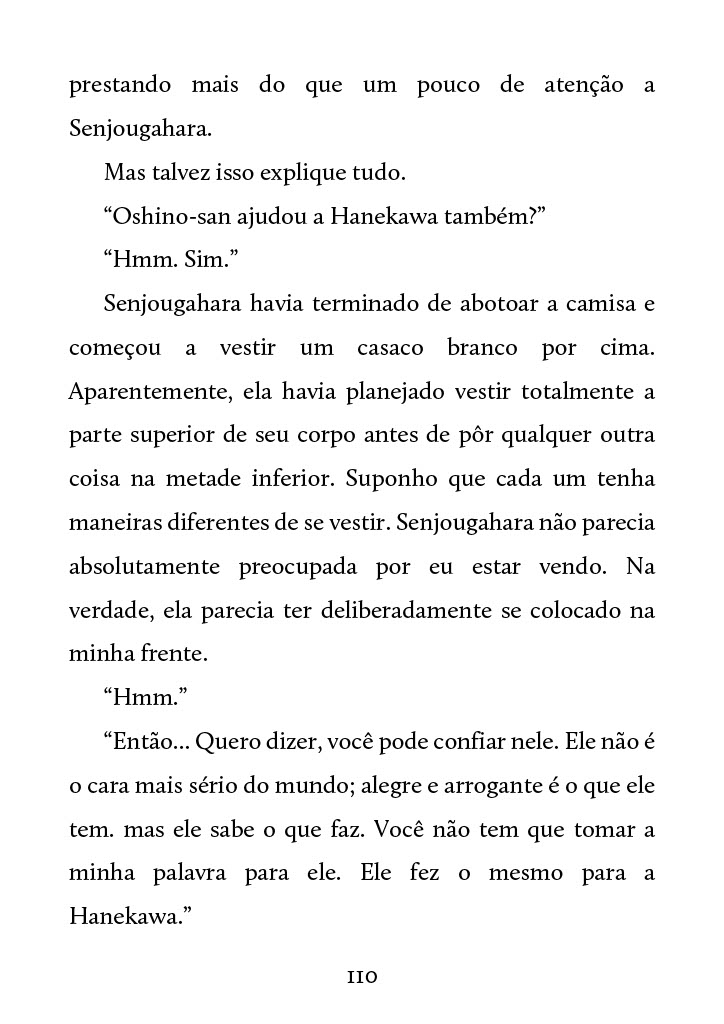 prestando mais do que um pouco de atenção a
Senjougahara.
Mas talvez isso explique tudo.
“Oshino-san ajudou a Hanekawa também?”
“Hmm. Sim.”
Senjougahara havia terminado de abotoar a camisa e
começou a vestir um casaco branco por cima.
Aparentemente, ela havia planejado vestir totalmente a
parte superior de seu corpo antes de pôr qualquer outra
coisa na metade inferior. Suponho que cada um tenha
maneiras diferentes de se vestir. Senjougahara não parecia
absolutamente preocupada por eu estar vendo. Na
verdade, ela parecia ter deliberadamente se colocado na
minha frente.
“Hmm.”
“Então... Quero dizer, você pode confiar nele. Ele não é
o cara mais sério do mundo; alegre e arrogante é o que ele
tem. mas ele sabe o que faz. Você não tem que tomar a
minha palavra para ele. Ele fez o mesmo para a
Hanekawa.”
110